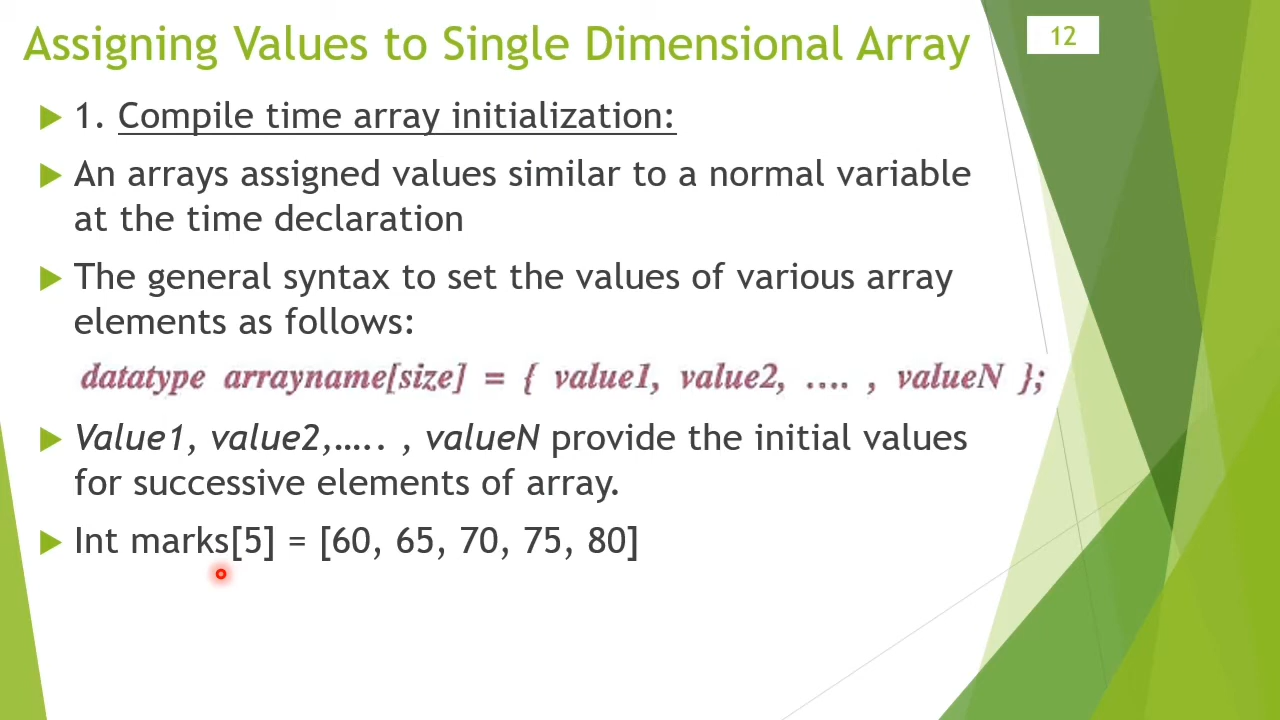 Assigning Values to Single Dimensional Array
12
1. Compile time array initialization:
An arrays assigned values similar to a normal variable
at the time declaration
The general syntax to set the values of various array
elements as follows:
datatype arrayname[size] = { value1, value2, .... , valueN };
Value1, value2,..... , valueN provide the initial values
for successive elements of array.
Int marks[5] = [60, 65, 70, 75, 80]